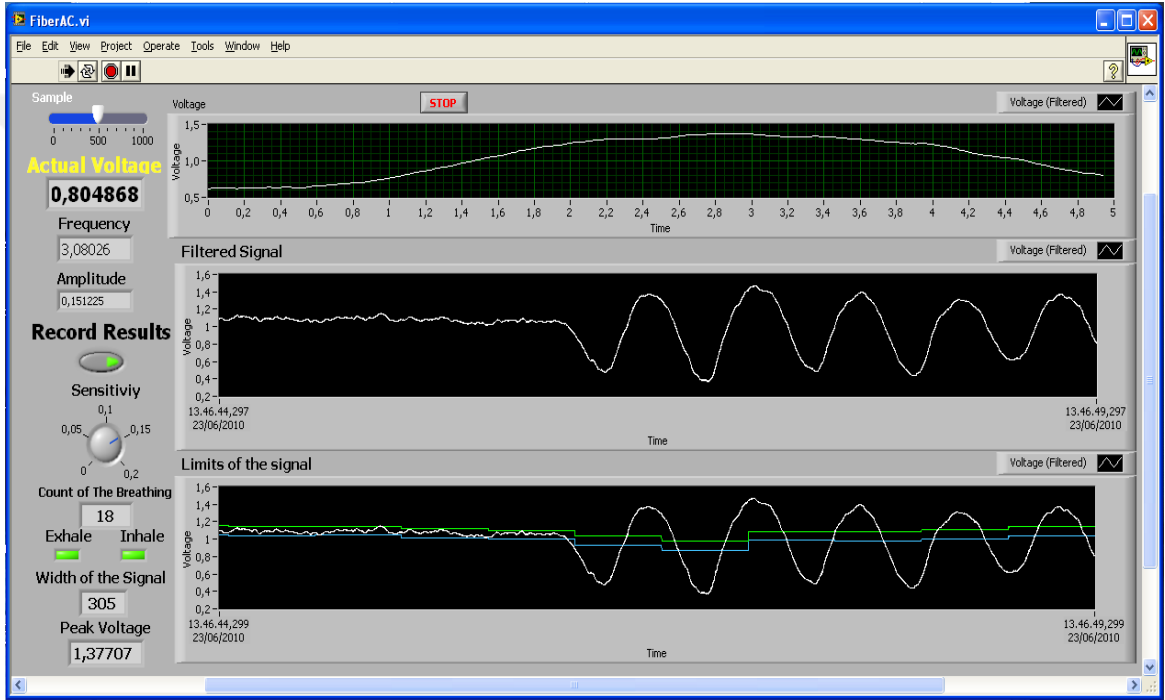 FiberAC.vi
File Edit View Project Operate Tools Window Help
Sample
0 500 1000
Actual Voltage
0,804868
Frequency
3,08026
Amplitude
0,151225
Record Results
Sensitiviy
0,1
0,05 0,15
0 0,2
Count of The Breathing
18
Exhale Inhale
Width of the Signal
305
Peak Voltage
1,37707
Voltage STOP Voltage (Filtered)
1,5
1,0
0,5
Voltage
0 0,2 0,4 0,6 0,8 1 1,2 1,4 1,6 1,8 2 2,2 2,4 2,6 2,8 3 3,2 3,4 3,6 3,8 4 4,2 4,4 4,6 4,8 5
Time
Filtered Signal Voltage (Filtered)
1,6
1,4
1,2
1
0,8
0,6
0,4
0,2
Voltage
13.46.44,297 13.46.49,297
23/06/2010 23/06/2010
Time
Limits of the signal Voltage (Filtered)
1,6
1,4
1,2
1
0,8
0,6
0,4
0,2
Voltage
13.46.44,299 13.46.49,299
23/06/2010 23/06/2010
Time